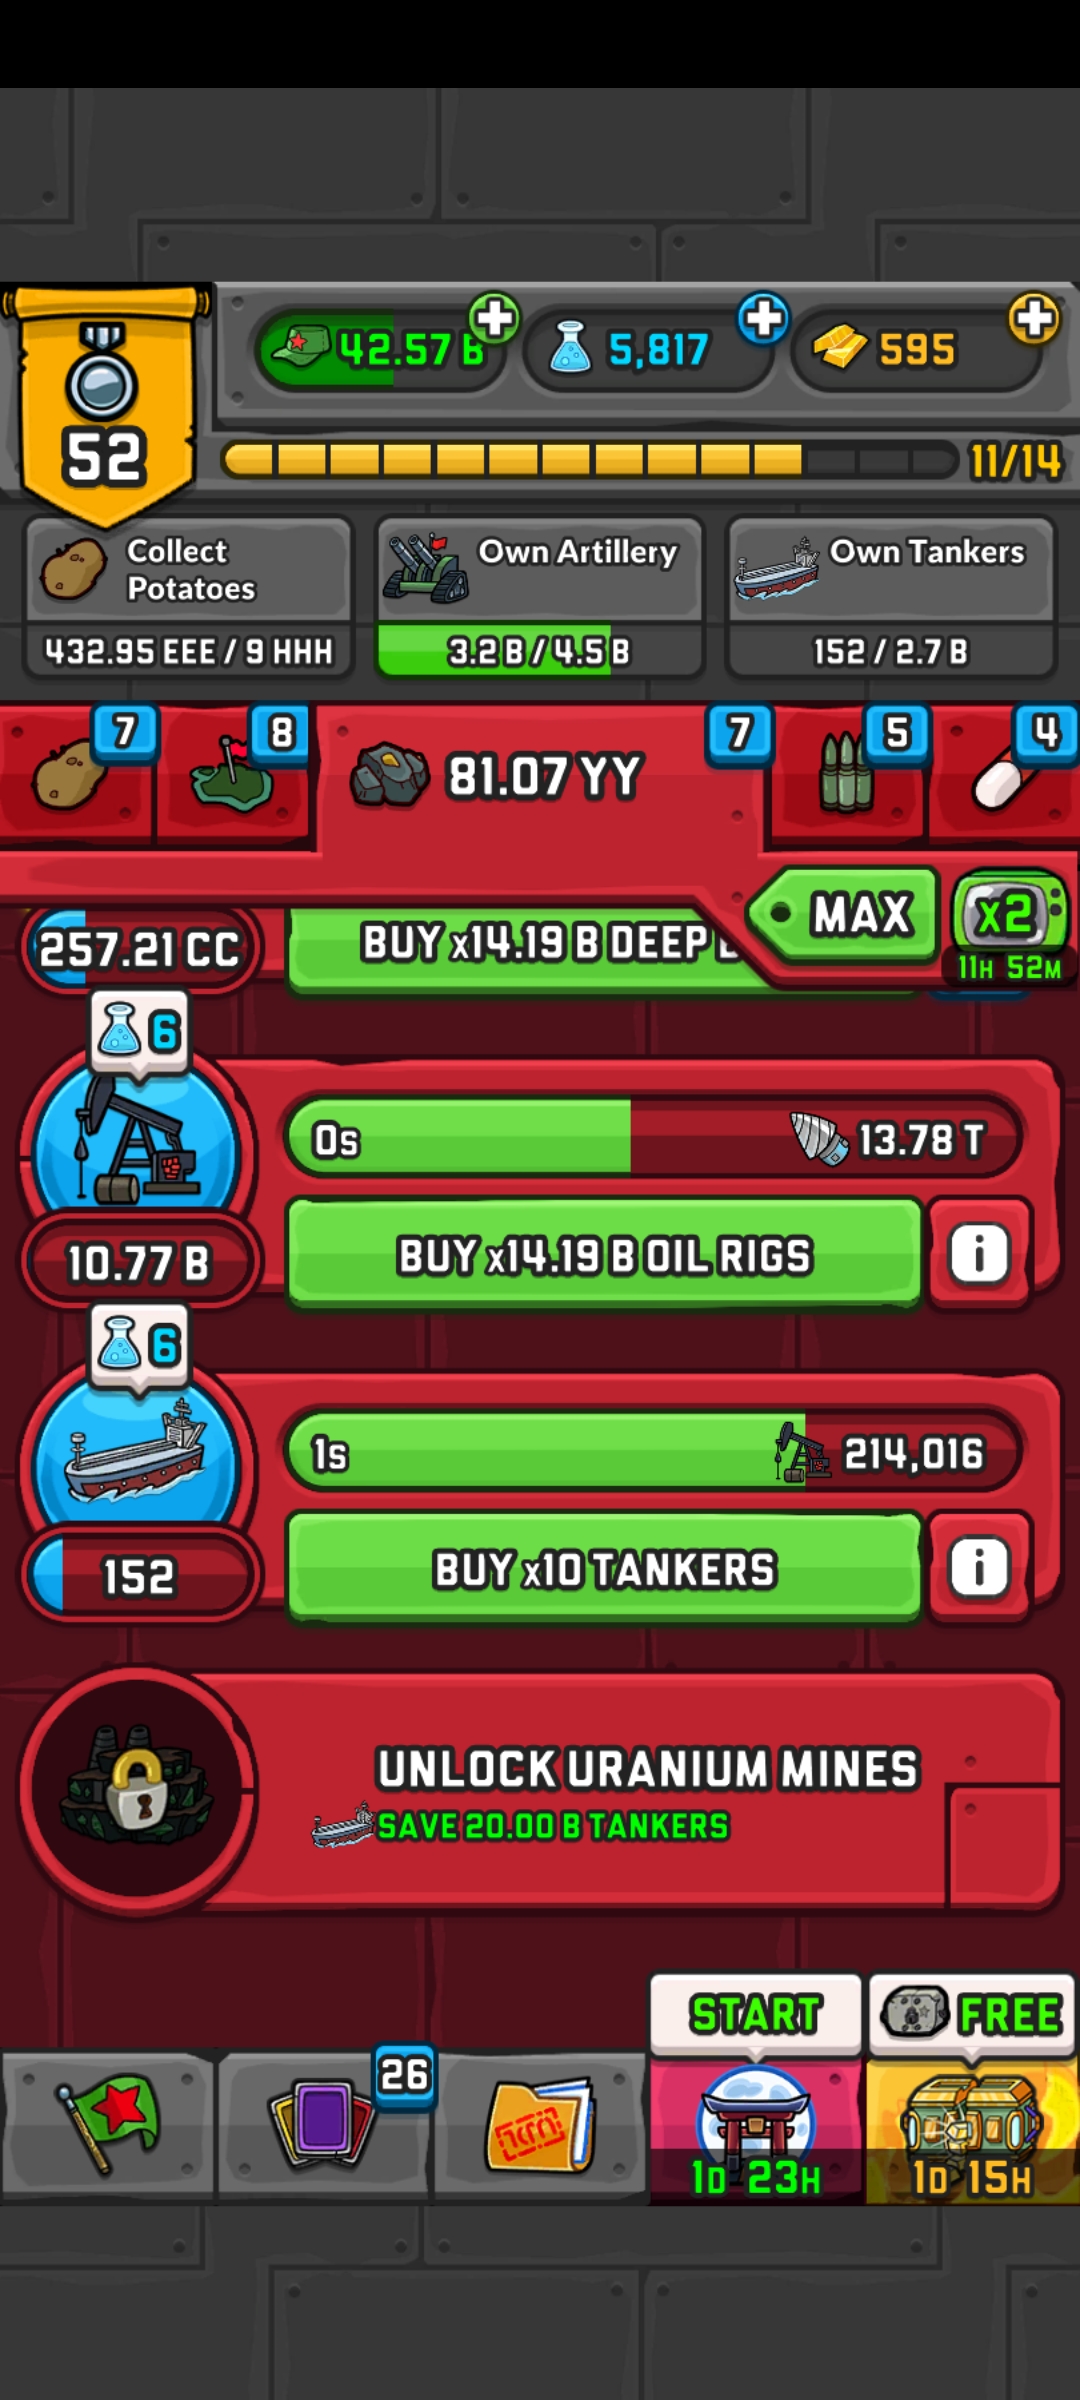 42.57 B
5,817
595
52
11/14
Collect
Potatoes
Own Artillery
Own Tankers
432.95 EEE / 9 HHH
3.2 B / 4.5 B
152 / 2.7 B
7
8
81.07 YY
7
5
4
MAX
x2
11H 52M
257.21 CC
BUY x14.19 B DEEP
6
0s
13.78 T
10.77 B
BUY x14.19 B OIL RIGS
i
6
1s
214,016
152
BUY x10 TANKERS
i
UNLOCK URANIUM MINES
SAVE 20.00 B TANKERS
START
FREE
26
1D 23H
1D 15H